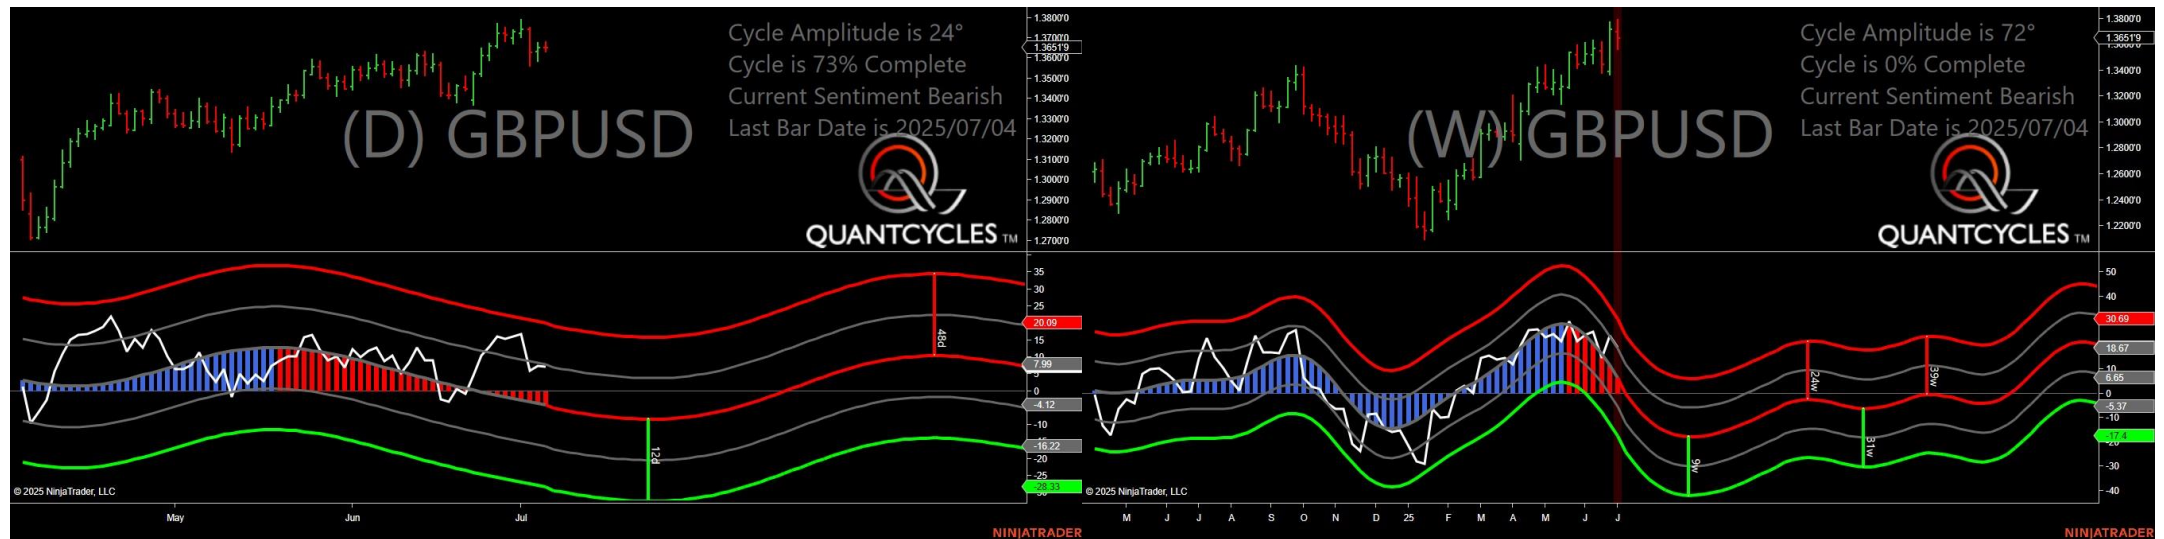 Cycle Amplitude is 24°
Cycle is 73% Complete
Current Sentiment Bearish
Last Bar Date is 2025/07/04
(D) GBPUSD
QUANTCYCLES TM
1.3800'0
1.3700'0
1.3651'9
1.3600'0
1.3500'0
1.3400'0
1.3300'0
1.3200'0
1.3100'0
1.3000'0
1.2900'0
1.2800'0
1.2700'0
35
30
25
20.09
15
10
7.99
5
0
-4.12
-10
-16.22
-20
-25
-28.33
48d
12d
© 2025 NinjaTrader, LLC
May
Jun
Jul
NINJATRADER
Cycle Amplitude is 72°
Cycle is 0% Complete
Current Sentiment Bearish
Last Bar Date is 2025/07/04
(W) GBPUSD
QUANTCYCLES TM
1.3800'0
1.3651'9
1.3400'0
1.3200'0
1.3000'0
1.2800'0
1.2600'0
1.2400'0
1.2200'0
50
40
30.69
18.67
10
6.65
0
-5.37
-10
-17.4
-30
-40
24w
39w
9w
31w
© 2025 NinjaTrader, LLC
M
J
J
A
S
O
N
D
25
F
M
A
M
J
J
NINJATRADER